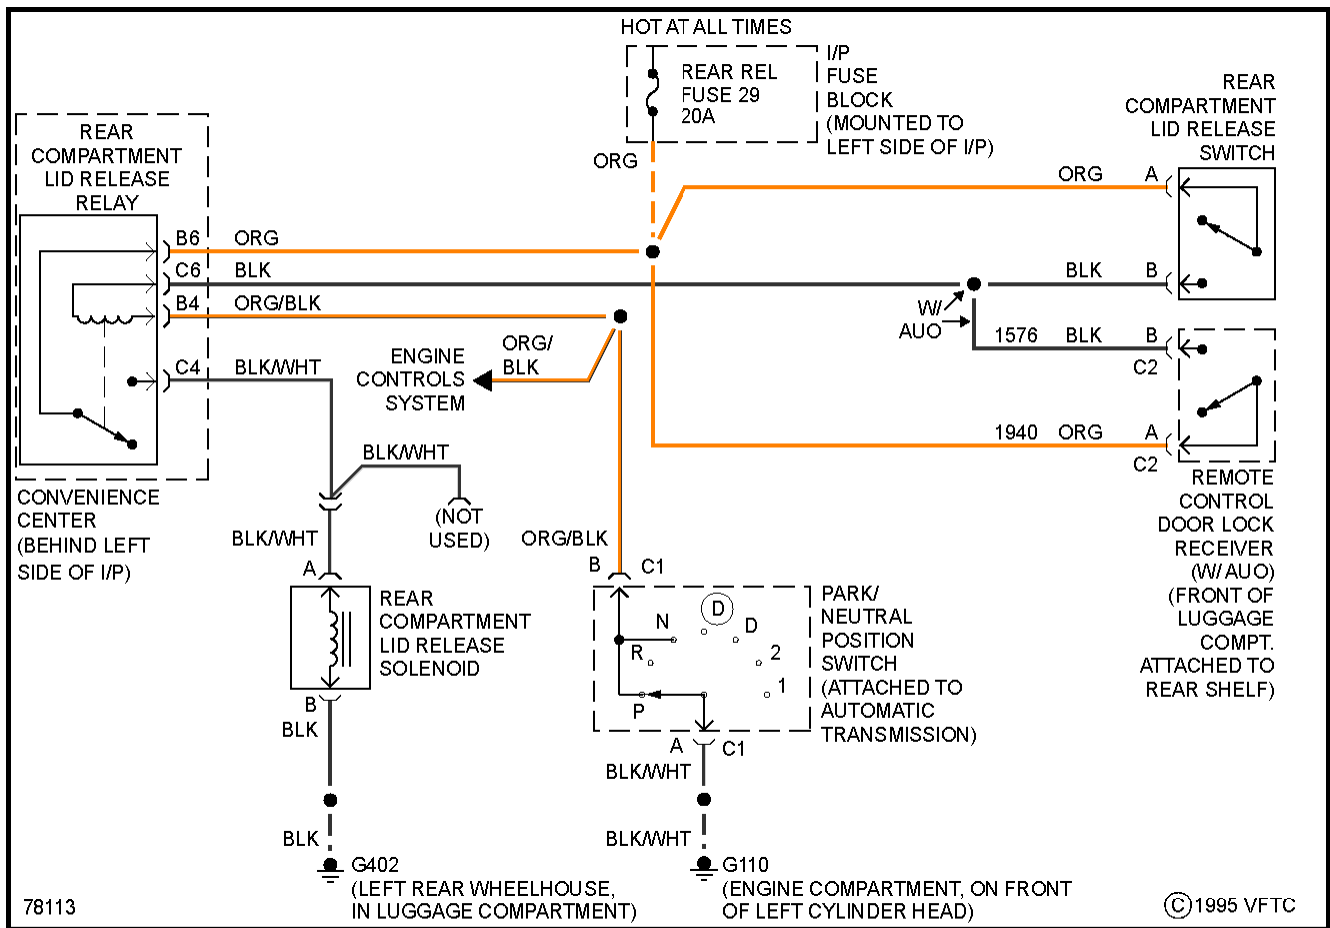 HOT AT ALL TIMES
REAR REL
FUSE 29
20A
I/P
FUSE
BLOCK
(MOUNTED TO
LEFT SIDE OF I/P)
ORG
REAR
COMPARTMENT
LID RELEASE
SWITCH
ORG A
BLK B
REAR
COMPARTMENT
LID RELEASE
RELAY
B6 ORG
C6 BLK
B4 ORG/BLK
C4 BLK/WHT
W/
AUO
1576 BLK B
C2
1940 ORG A
C2
ENGINE
CONTROLS
SYSTEM
ORG/
BLK
BLK/WHT
(NOT
USED)
CONVENIENCE
CENTER
(BEHIND LEFT
SIDE OF I/P)
BLK/WHT
A
REAR
COMPARTMENT
LID RELEASE
SOLENOID
B
BLK
BLK
G402
(LEFT REAR WHEELHOUSE,
IN LUGGAGE COMPARTMENT)
ORG/BLK
B C1
N
D
D
R
2
P
1
PARK/
NEUTRAL
POSITION
SWITCH
(ATTACHED TO
AUTOMATIC
TRANSMISSION)
A C1
BLK/WHT
BLK/WHT
G110
(ENGINE COMPARTMENT, ON FRONT
OF LEFT CYLINDER HEAD)
REMOTE
CONTROL
DOOR LOCK
RECEIVER
(W/AUO)
(FRONT OF
LUGGAGE
COMPT.
ATTACHED TO
REAR SHELF)
78113
©1995 VFTC